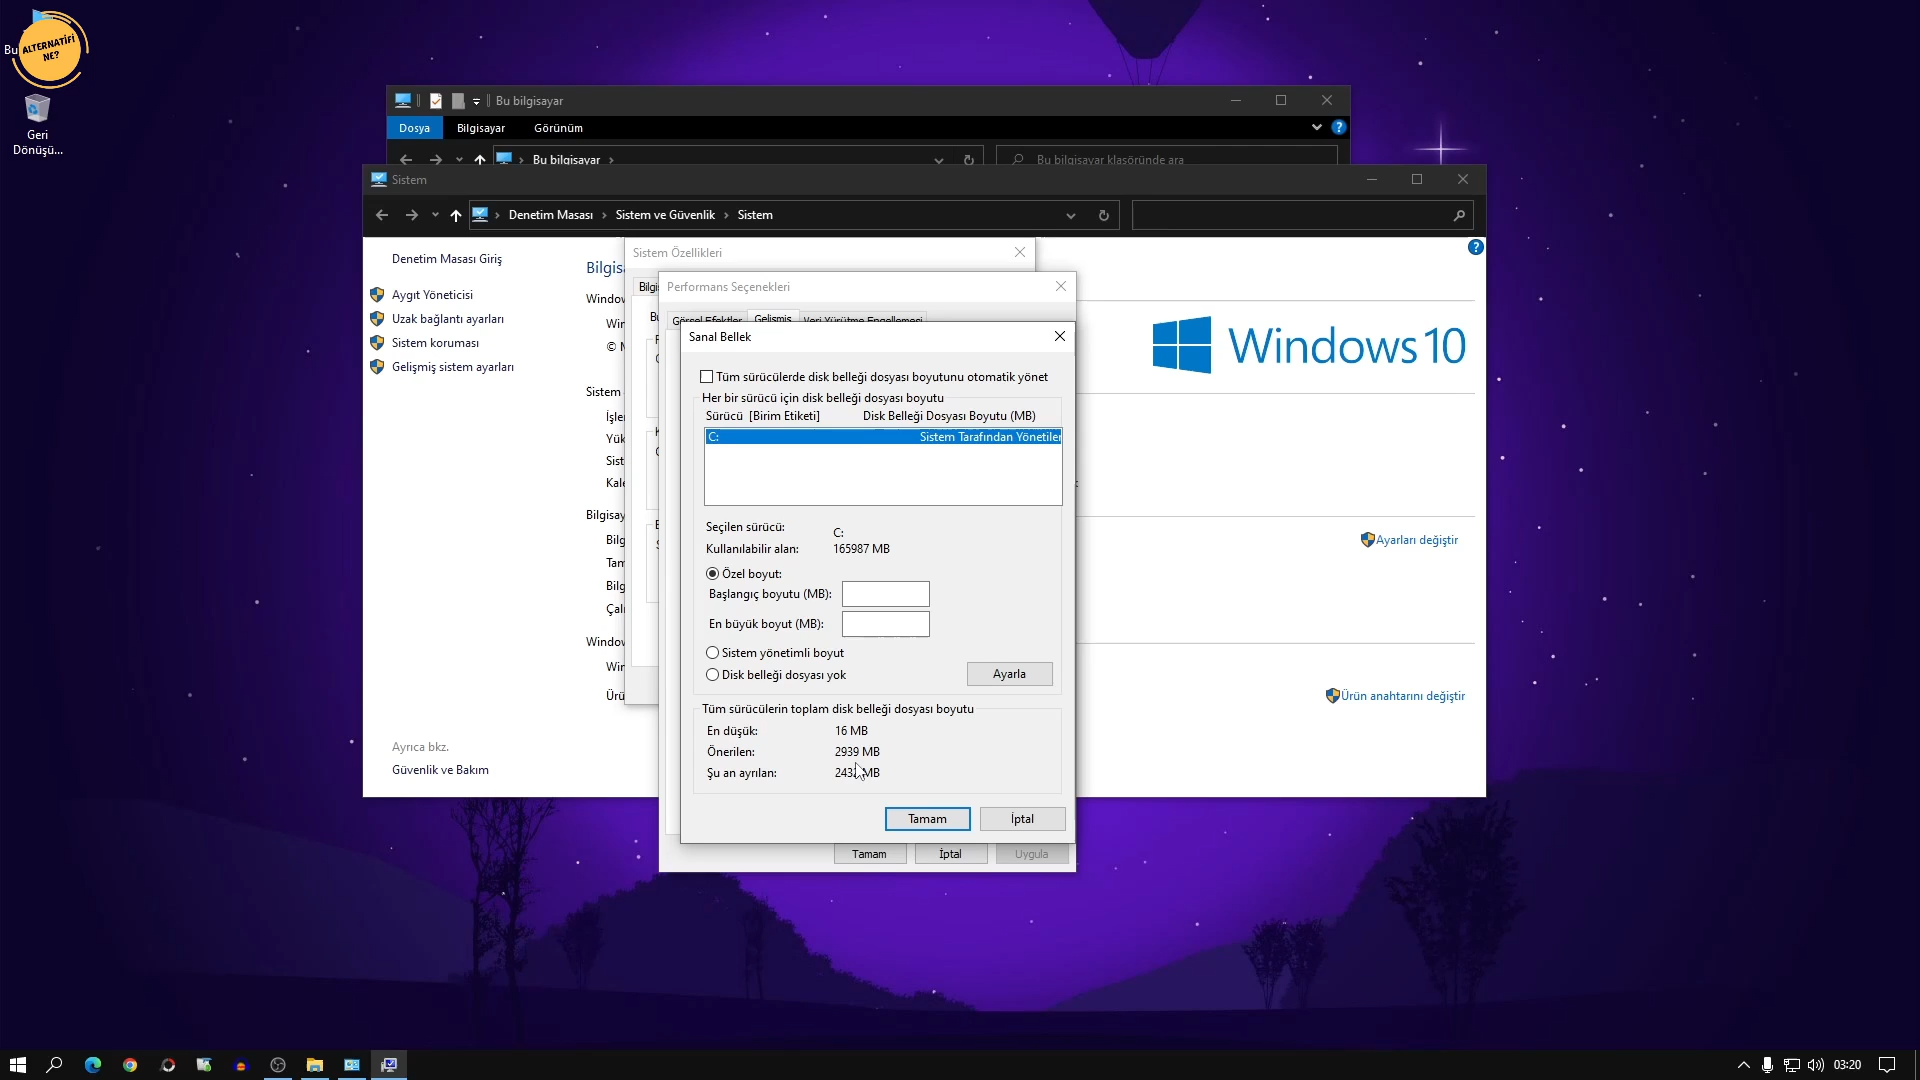 ALTERNATİFİ
NE?
Geri
Dönüşü...
Bu bilgisayar
Dosya
Bilgisayar
Görünüm
Bu bilgisayar
Bu bilgisayar klasöründe ara
Sistem
Denetim Masası
Sistem ve Güvenlik
Sistem
Denetim Masası Giriş
Aygıt Yöneticisi
Uzak bağlantı ayarları
Sistem koruması
Gelişmiş sistem ayarları
Ayrıca bkz.
Güvenlik ve Bakım
Sistem
Sistem Özellikleri
Performans Seçenekleri
Görsel Efektler
Gelişmiş
Veri Yürütme Engellemesi
Sanal Bellek
Tüm sürücülerde disk belleği dosyası boyutunu otomatik yönet
Her bir sürücü için disk belleği dosyası boyutu
Sürücü [Birim Etiketi]
Disk Belleği Dosyası Boyutu (MB)
C:
Sistem Tarafından Yönetiler
Seçilen sürücü:
C:
Kullanılabilir alan:
165987 MB
Özel boyut:
Başlangıç boyutu (MB):
En büyük boyut (MB):
Sistem yönetimli boyut
Disk belleği dosyası yok
Ayarla
Tüm sürücülerin toplam disk belleği dosyası boyutu
En düşük:
16 MB
Önerilen:
2939 MB
Şu an ayrılan:
MB
Tamam
İptal
Tamam
İptal
Uygula
Windows 10
Ayarları değiştir
Ürün anahtarını değiştir
03:20